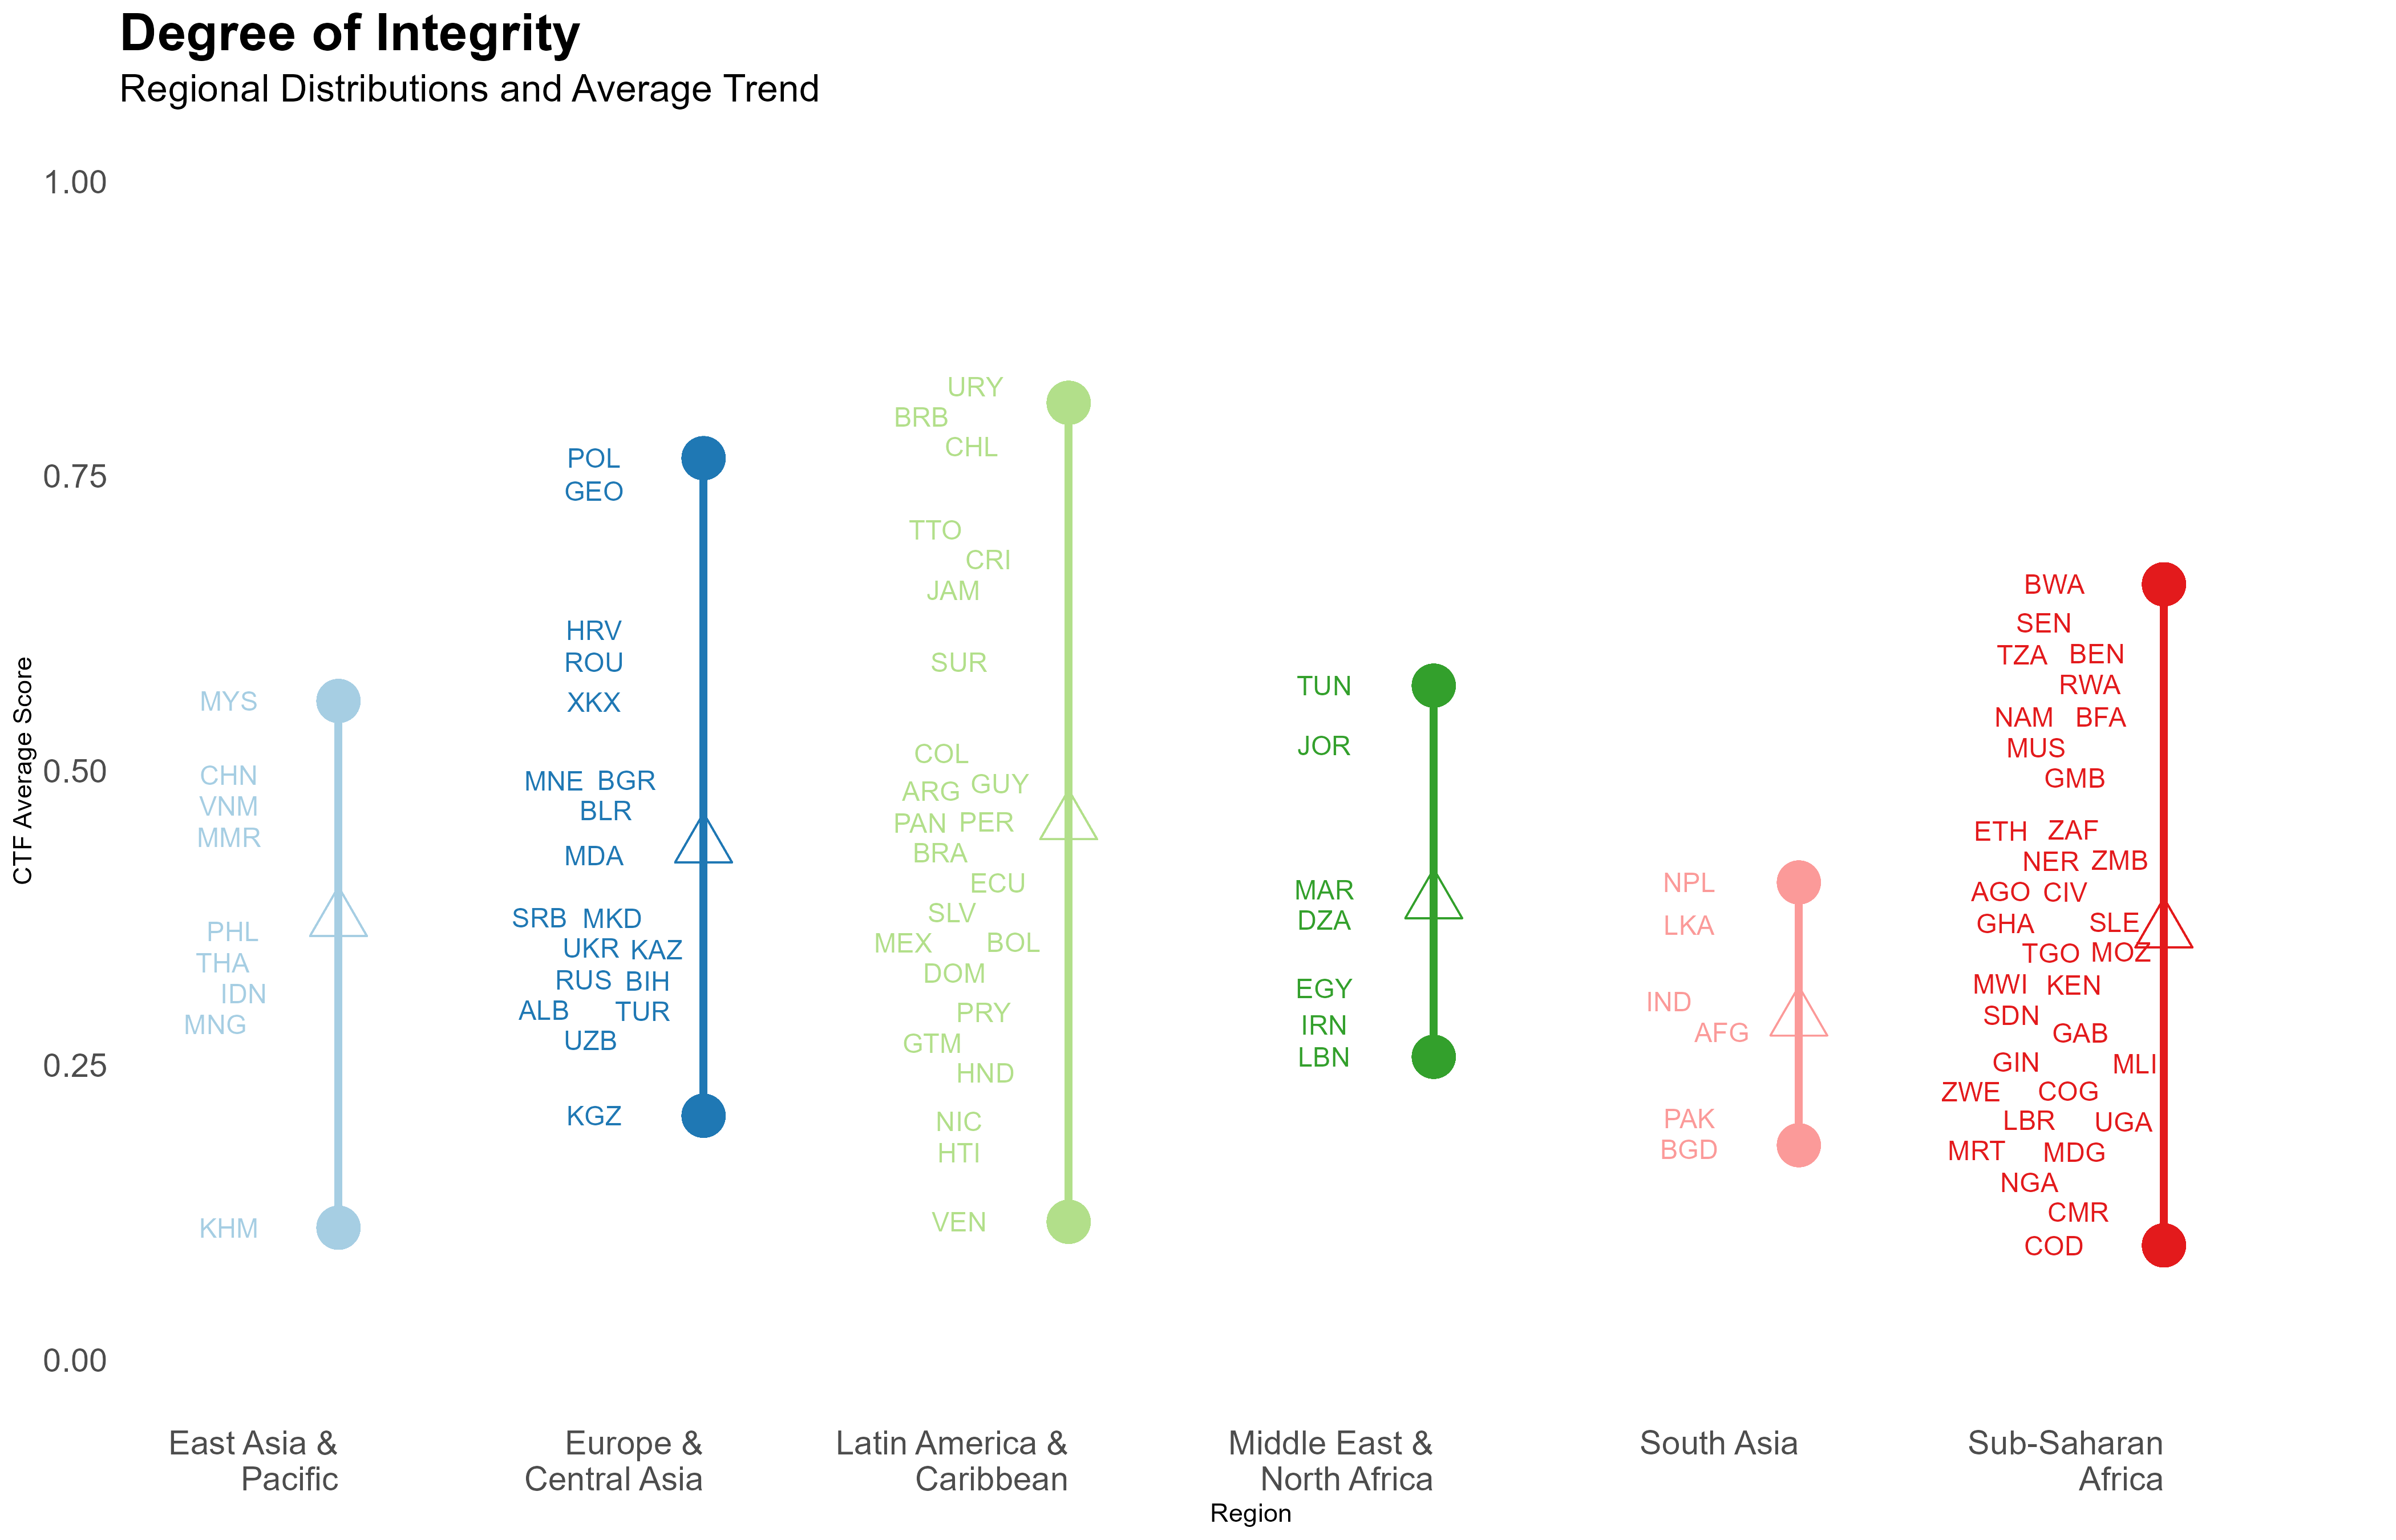 Degree of Integrity
Regional Distributions and Average Trend
CTF Average Score
1.00
0.75
0.50
0.25
0.00
MYS
CHN
VNM
MMR
PHL
THA
IDN
MNG
KHM
POL
GEO
HRV
ROU
XKX
MNE BGR
BLR
MDA
SRB MKD
UKR KAZ
RUS BIH
ALB TUR
UZB
KGZ
URY
BRB
CHL
TTO
CRI
JAM
SUR
COL
GUY
ARG
PAN PER
BRA
ECU
SLV
MEX BOL
DOM
PRY
GTM
HND
NIC
HTI
VEN
TUN
JOR
MAR
DZA
EGY
IRN
LBN
NPL
LKA
IND
AFG
PAK
BGD
BWA
SEN
TZA BEN
RWA
NAM BFA
MUS
GMB
ETH ZAF
NER ZMB
AGO CIV
GHA SLE
TGO MOZ
MWI KEN
SDN
GAB
GIN MLI
ZWE COG
LBR UGA
MRT MDG
NGA
CMR
COD
East Asia &
Pacific
Europe &
Central Asia
Latin America &
Caribbean
Middle East &
North Africa
South Asia
Sub-Saharan
Africa
Region